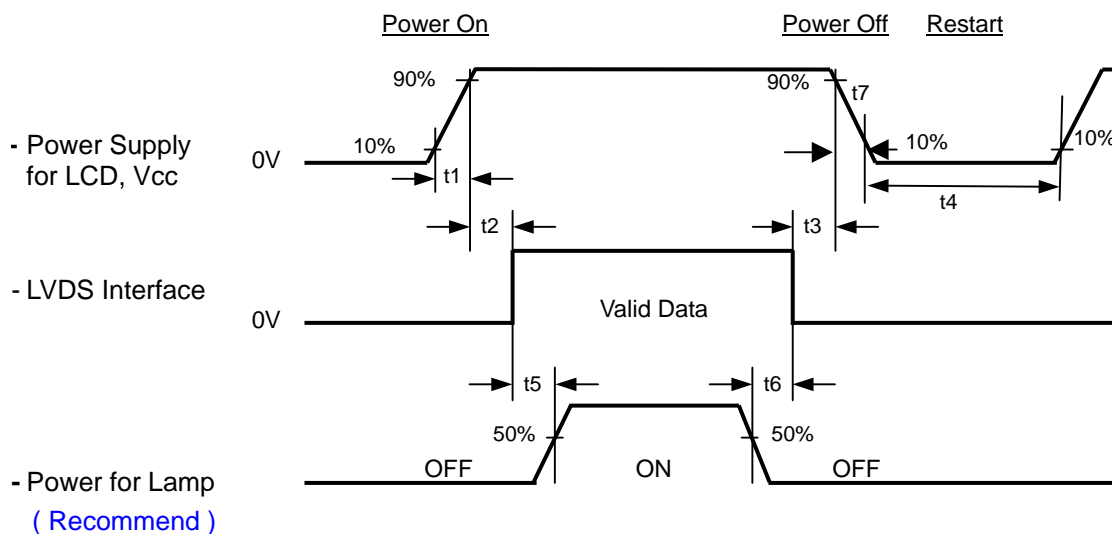 Power On
Power Off
Restart
90%
90%
t7
- Power Supply
for LCD, Vcc
0V
10%
10%
10%
t1
t4
t2
t3
- LVDS Interface
0V
Valid Data
t5
t6
50%
50%
- Power for Lamp
OFF
ON
OFF
( Recommend )